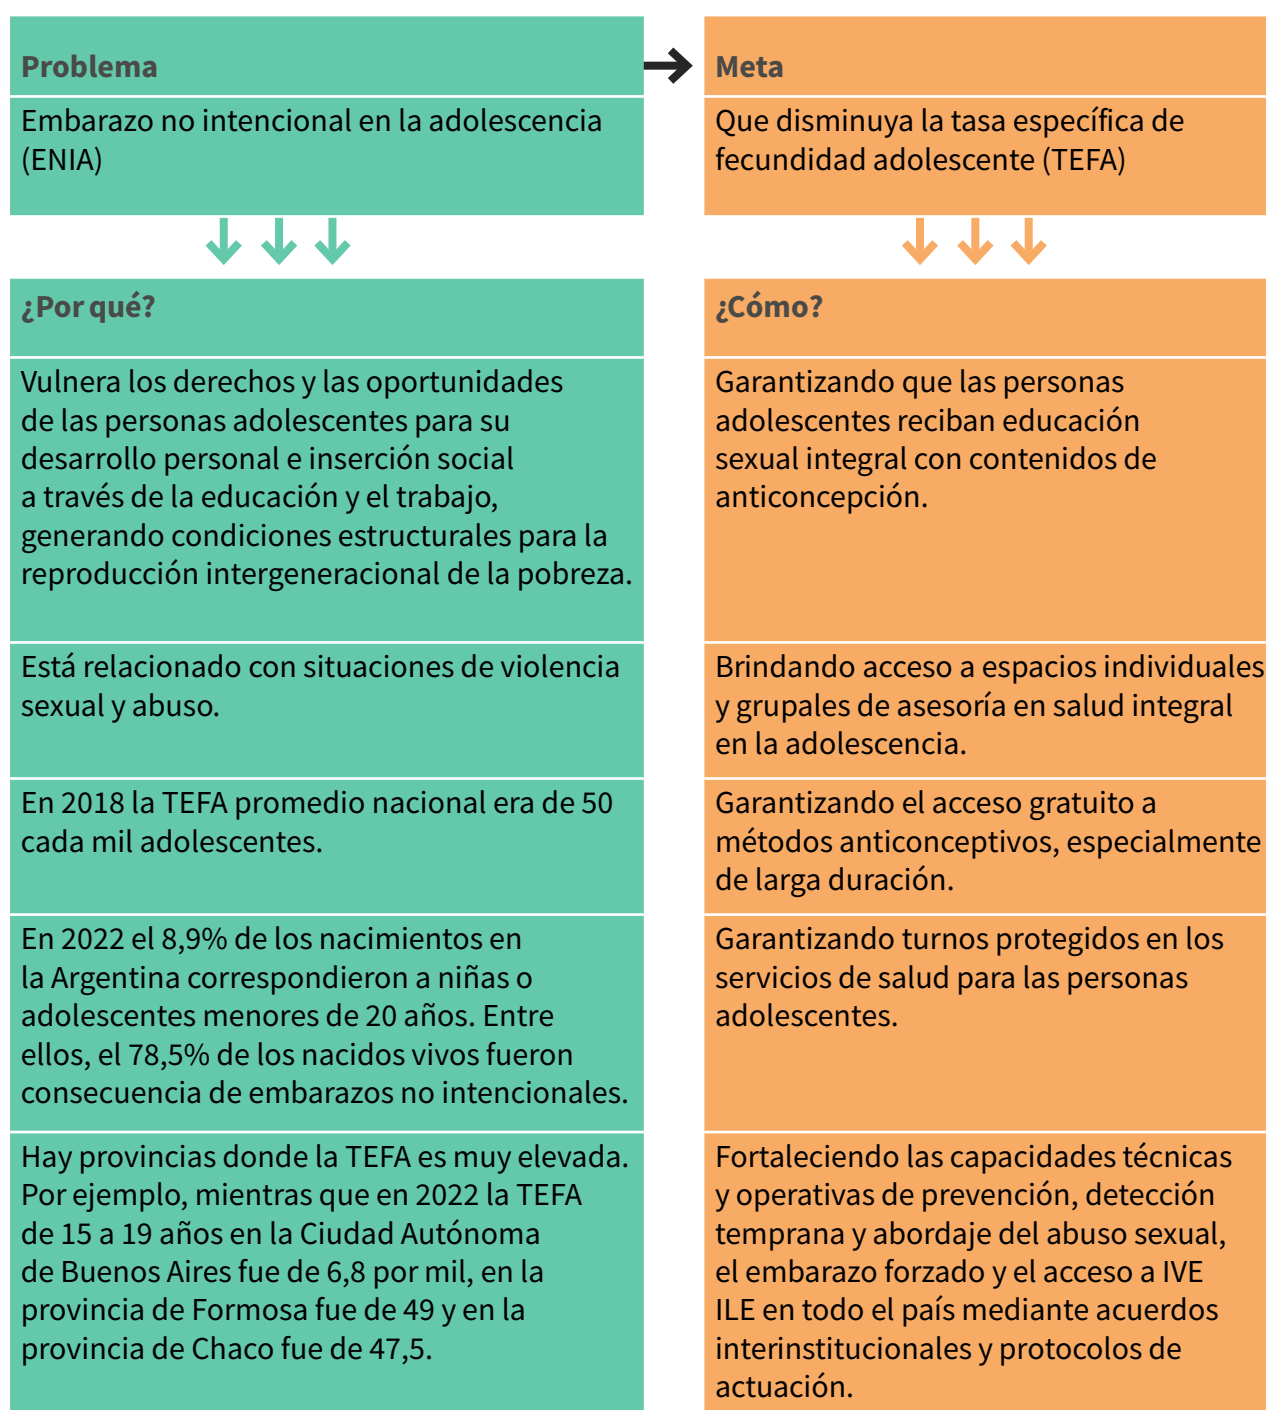 Problema
Embarazo no intencional en la adolescencia
(ENIA)
¿Por qué?
Vulnera los derechos y las oportunidades
de las personas adolescentes para su
desarrollo personal e inserción social
a través de la educación y el trabajo,
generando condiciones estructurales para la
reproducción intergeneracional de la pobreza.
Está relacionado con situaciones de violencia
sexual y abuso.
En 2018 la TEFA promedio nacional era de 50
cada mil adolescentes.
En 2022 el 8,9% de los nacimientos en
la Argentina correspondieron a niñas o
adolescentes menores de 20 años. Entre
ellos, el 78,5% de los nacidos vivos fueron
consecuencia de embarazos no intencionales.
Hay provincias donde la TEFA es muy elevada.
Por ejemplo, mientras que en 2022 la TEFA
de 15 a 19 años en la Ciudad Autónoma
de Buenos Aires fue de 6,8 por mil, en la
provincia de Formosa fue de 49 y en la
provincia de Chaco fue de 47,5.
Meta
Que disminuya la tasa específica de
fecundidad adolescente (TEFA)
¿Cómo?
Garantizando que las personas
adolescentes reciban educación
sexual integral con contenidos de
anticoncepción.
Brindando acceso a espacios individuales
y grupales de asesoría en salud integral
en la adolescencia.
Garantizando el acceso gratuito a
métodos anticonceptivos, especialmente
de larga duración.
Garantizando turnos protegidos en los
servicios de salud para las personas
adolescentes.
Fortaleciendo las capacidades técnicas
y operativas de prevención, detección
temprana y abordaje del abuso sexual,
el embarazo forzado y el acceso a IVE
ILE en todo el país mediante acuerdos
interinstitucionales y protocolos de
actuación.